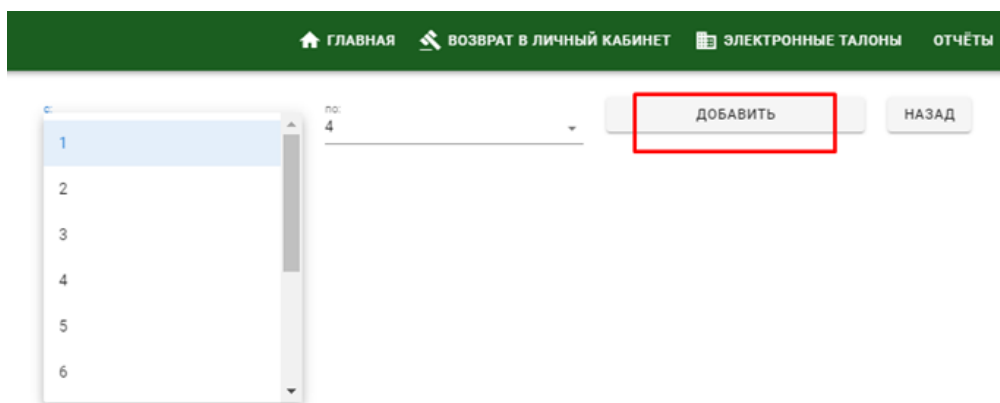 ГЛАВНАЯ ВОЗВРАТ В ЛИЧНЫЙ КАБИНЕТ ЭЛЕКТРОННЫЕ ТАЛОНЫ ОТЧЁТЫ
с: по:
4 ДОБАВИТЬ НАЗАД
1
2
3
4
5
6